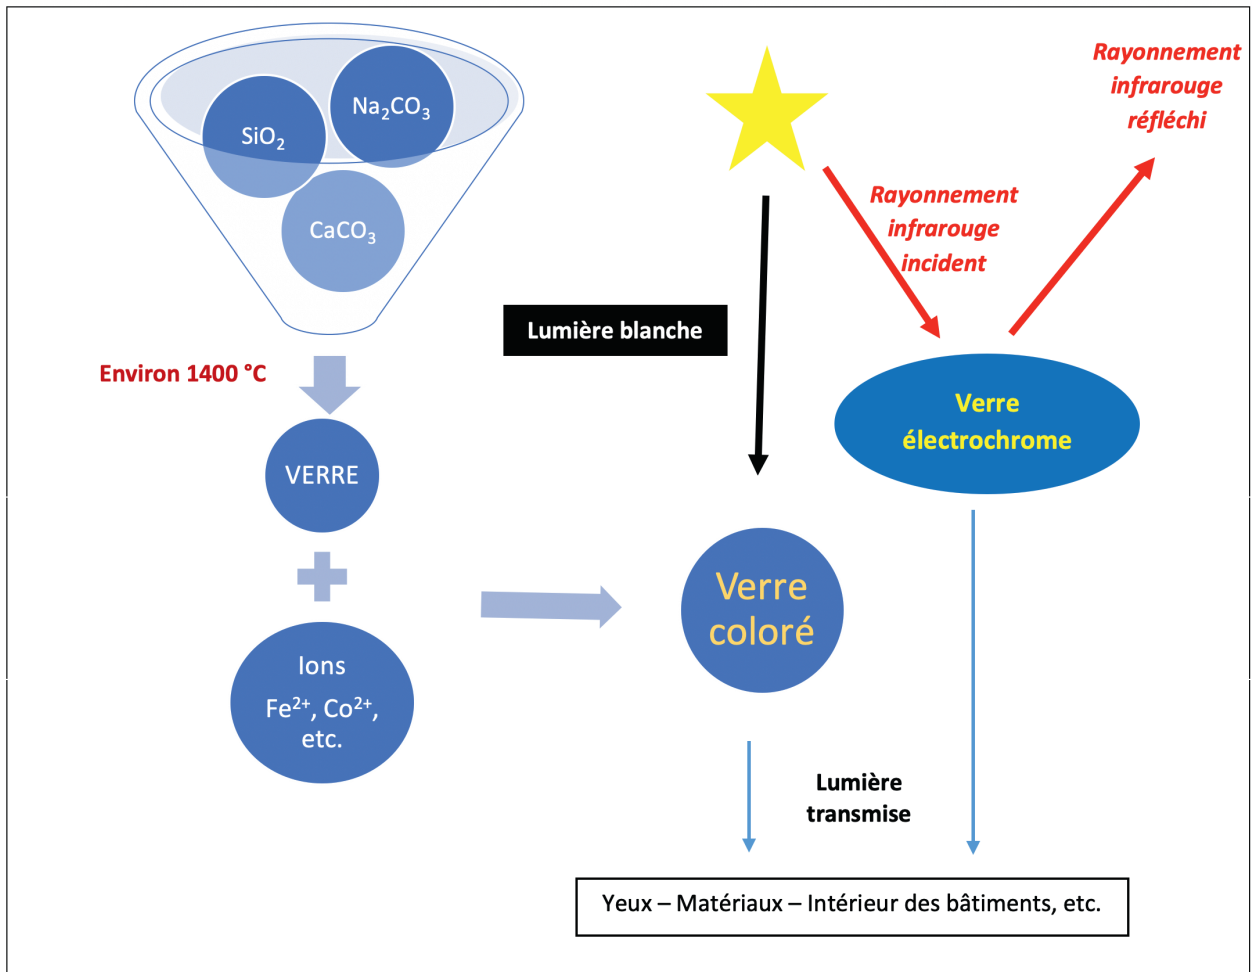 SiO₂
Na₂CO₃
CaCO₃
Environ 1400 °C
VERRE
Ions
Fe²⁺, Co²⁺,
etc.
Lumière blanche
Rayonnement
infrarouge
incident
Rayonnement
infrarouge
réfléchi
Verre
électrochrome
Verre
coloré
Lumière
transmise
Yeux – Matériaux – Intérieur des bâtiments, etc.